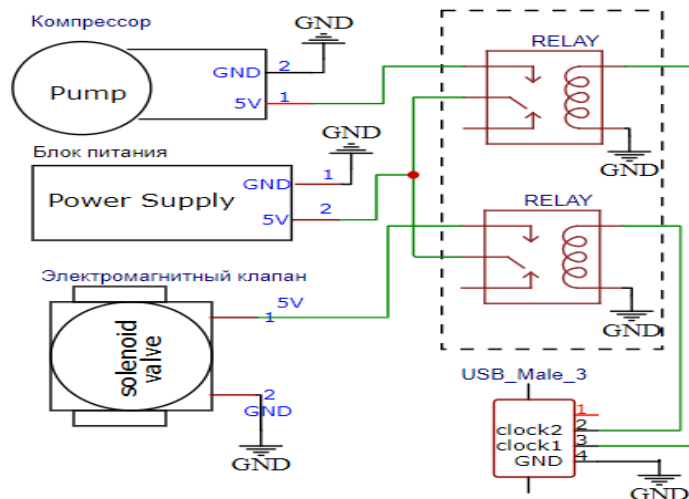 Компрессор
GND
RELAY
GND 2
Pump
5V 1
GND
Блок питания
GND
1
GND
Power Supply
2
5V
RELAY
Электромагнитный клапан
5V
1
GND
solenoid
valve
USB_Male_3
2
GND
1
clock2 2
clock1 3
GND 4
GND
GND